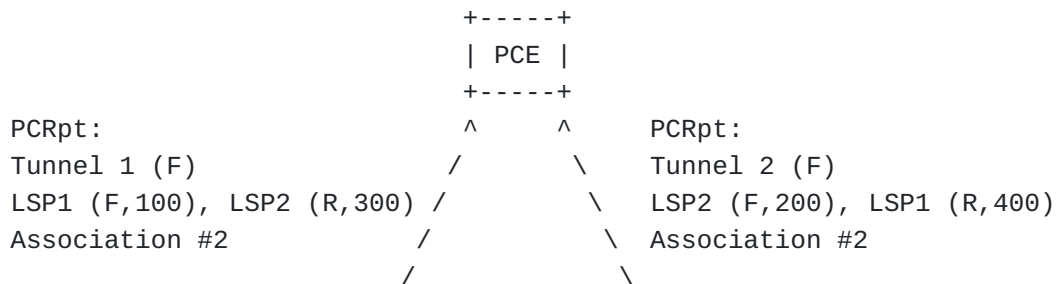 +-----+
| PCE |
+-----+
PCRpt: ^ ^ PCRpt:
Tunnel 1 (F) / \ Tunnel 2 (F)
LSP1 (F,100), LSP2 (R,300) / \ LSP2 (F,200), LSP1 (R,400)
Association #2 / \ Association #2
/ \